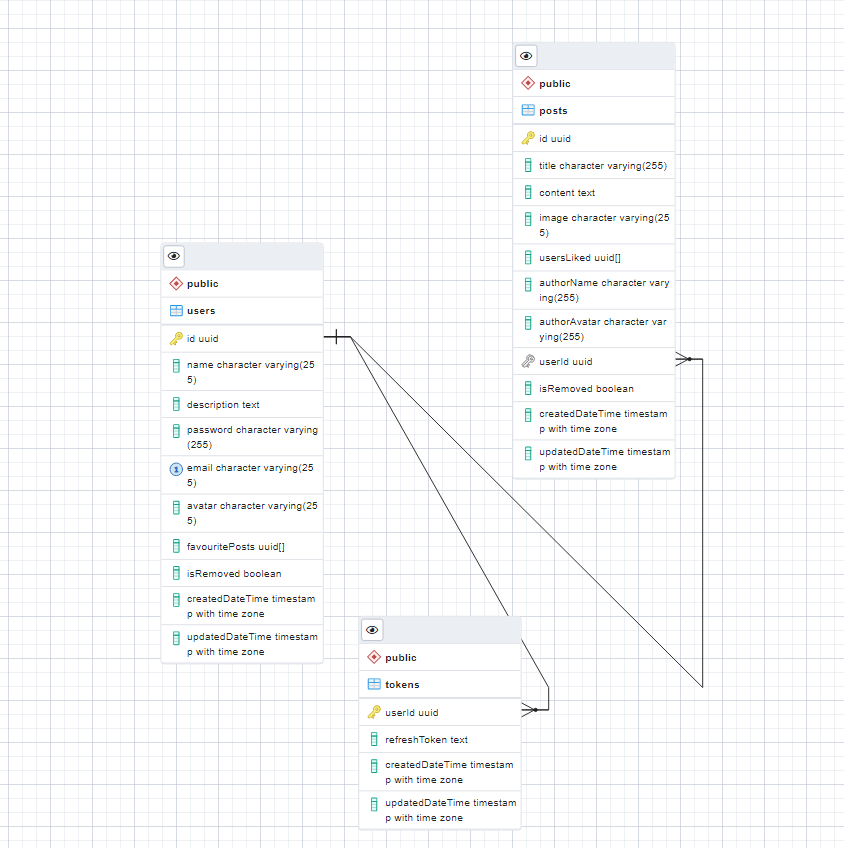 public
posts
id uuid
title character varying(255)
content text
image character varying(25
5)
usersLiked uuid[]
authorName character vary
ing(255)
authorAvatar character var
ying(255)
userId uuid
isRemoved boolean
createdDateTime timestam
p with time zone
updatedDateTime timestam
p with time zone
public
users
id uuid
name character varying(25
5)
description text
password character varying
(255)
1 email character varying(25
5)
avatar character varying(25
5)
favouritePosts uuid[]
isRemoved boolean
createdDateTime timestam
p with time zone
updatedDateTime timestam
p with time zone
public
tokens
userId uuid
refreshToken text
createdDateTime timestam
p with time zone
updatedDateTime timestam
p with time zone